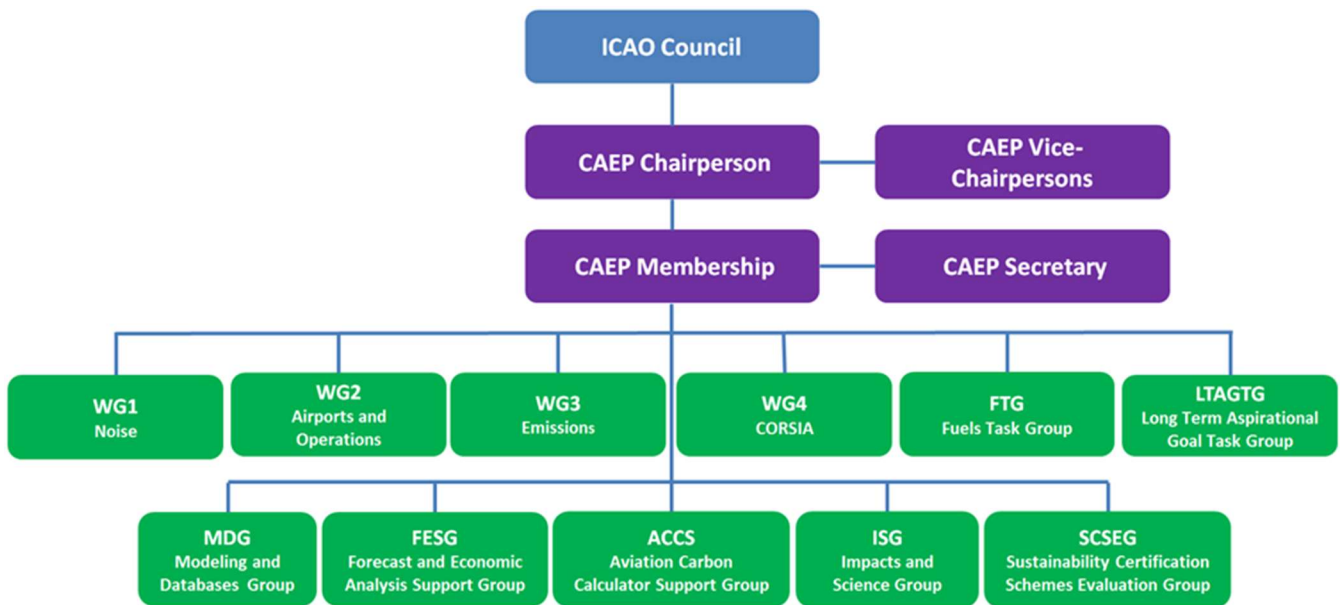 ICAO Council
CAEP Chairperson
CAEP Vice-
Chairpersons
CAEP Membership
CAEP Secretary
WG1
Noise
WG2
Airports and
Operations
WG3
Emissions
WG4
CORSIA
FTG
Fuels Task Group
LTAGTG
Long Term Aspirational
Goal Task Group
MDG
Modeling and
Databases Group
FESG
Forecast and Economic
Analysis Support Group
ACCS
Aviation Carbon
Calculator Support Group
ISG
Impacts and
Science Group
SCSEG
Sustainability Certification
Schemes Evaluation Group